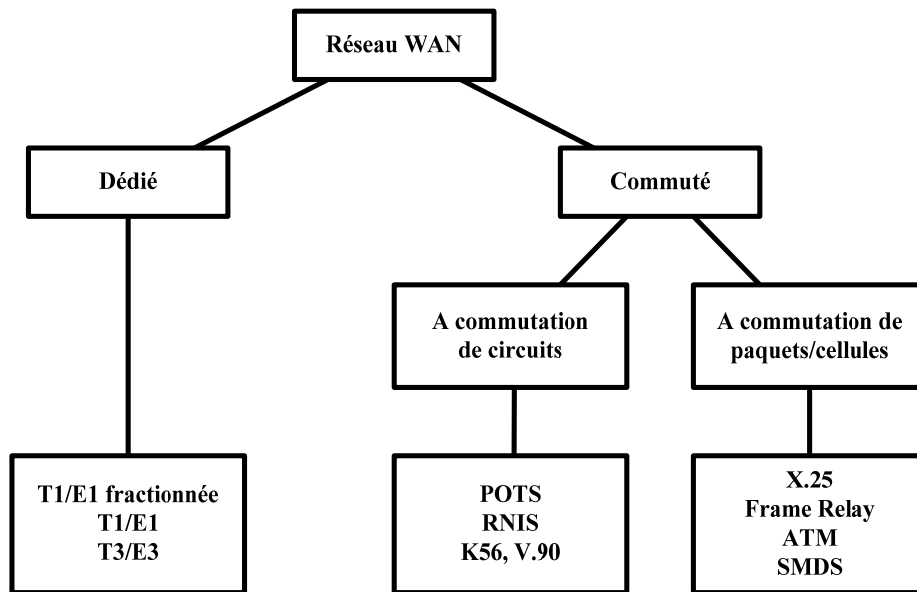 Réseau WAN
Dédié
Commuté
A commutation
de circuits
A commutation de
paquets/cellules
T1/E1 fractionnée
T1/E1
T3/E3
POTS
RNIS
K56, V.90
X.25
Frame Relay
ATM
SMDS